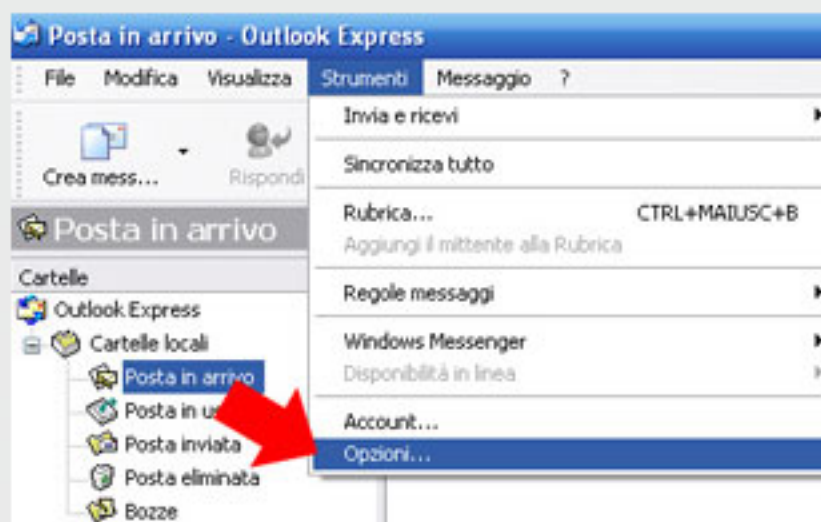 Posta in arrivo - Outlook Express
File Modifica Visualizza Strumenti Messaggio ?
Invia e ricevi
Crea mess... Rispondi
Sincronizza tutto
Rubrica... CTRL+MAIUSC+B
Posta in arrivo
Aggiungi il mittente alla Rubrica
Cartelle
Regole messaggi
Outlook Express
Cartelle locali
Windows Messenger
Posta in arrivo
Disponibilità in linea
Posta in
Account...
Posta inviata
Opzioni...
Posta eliminata
Bozze